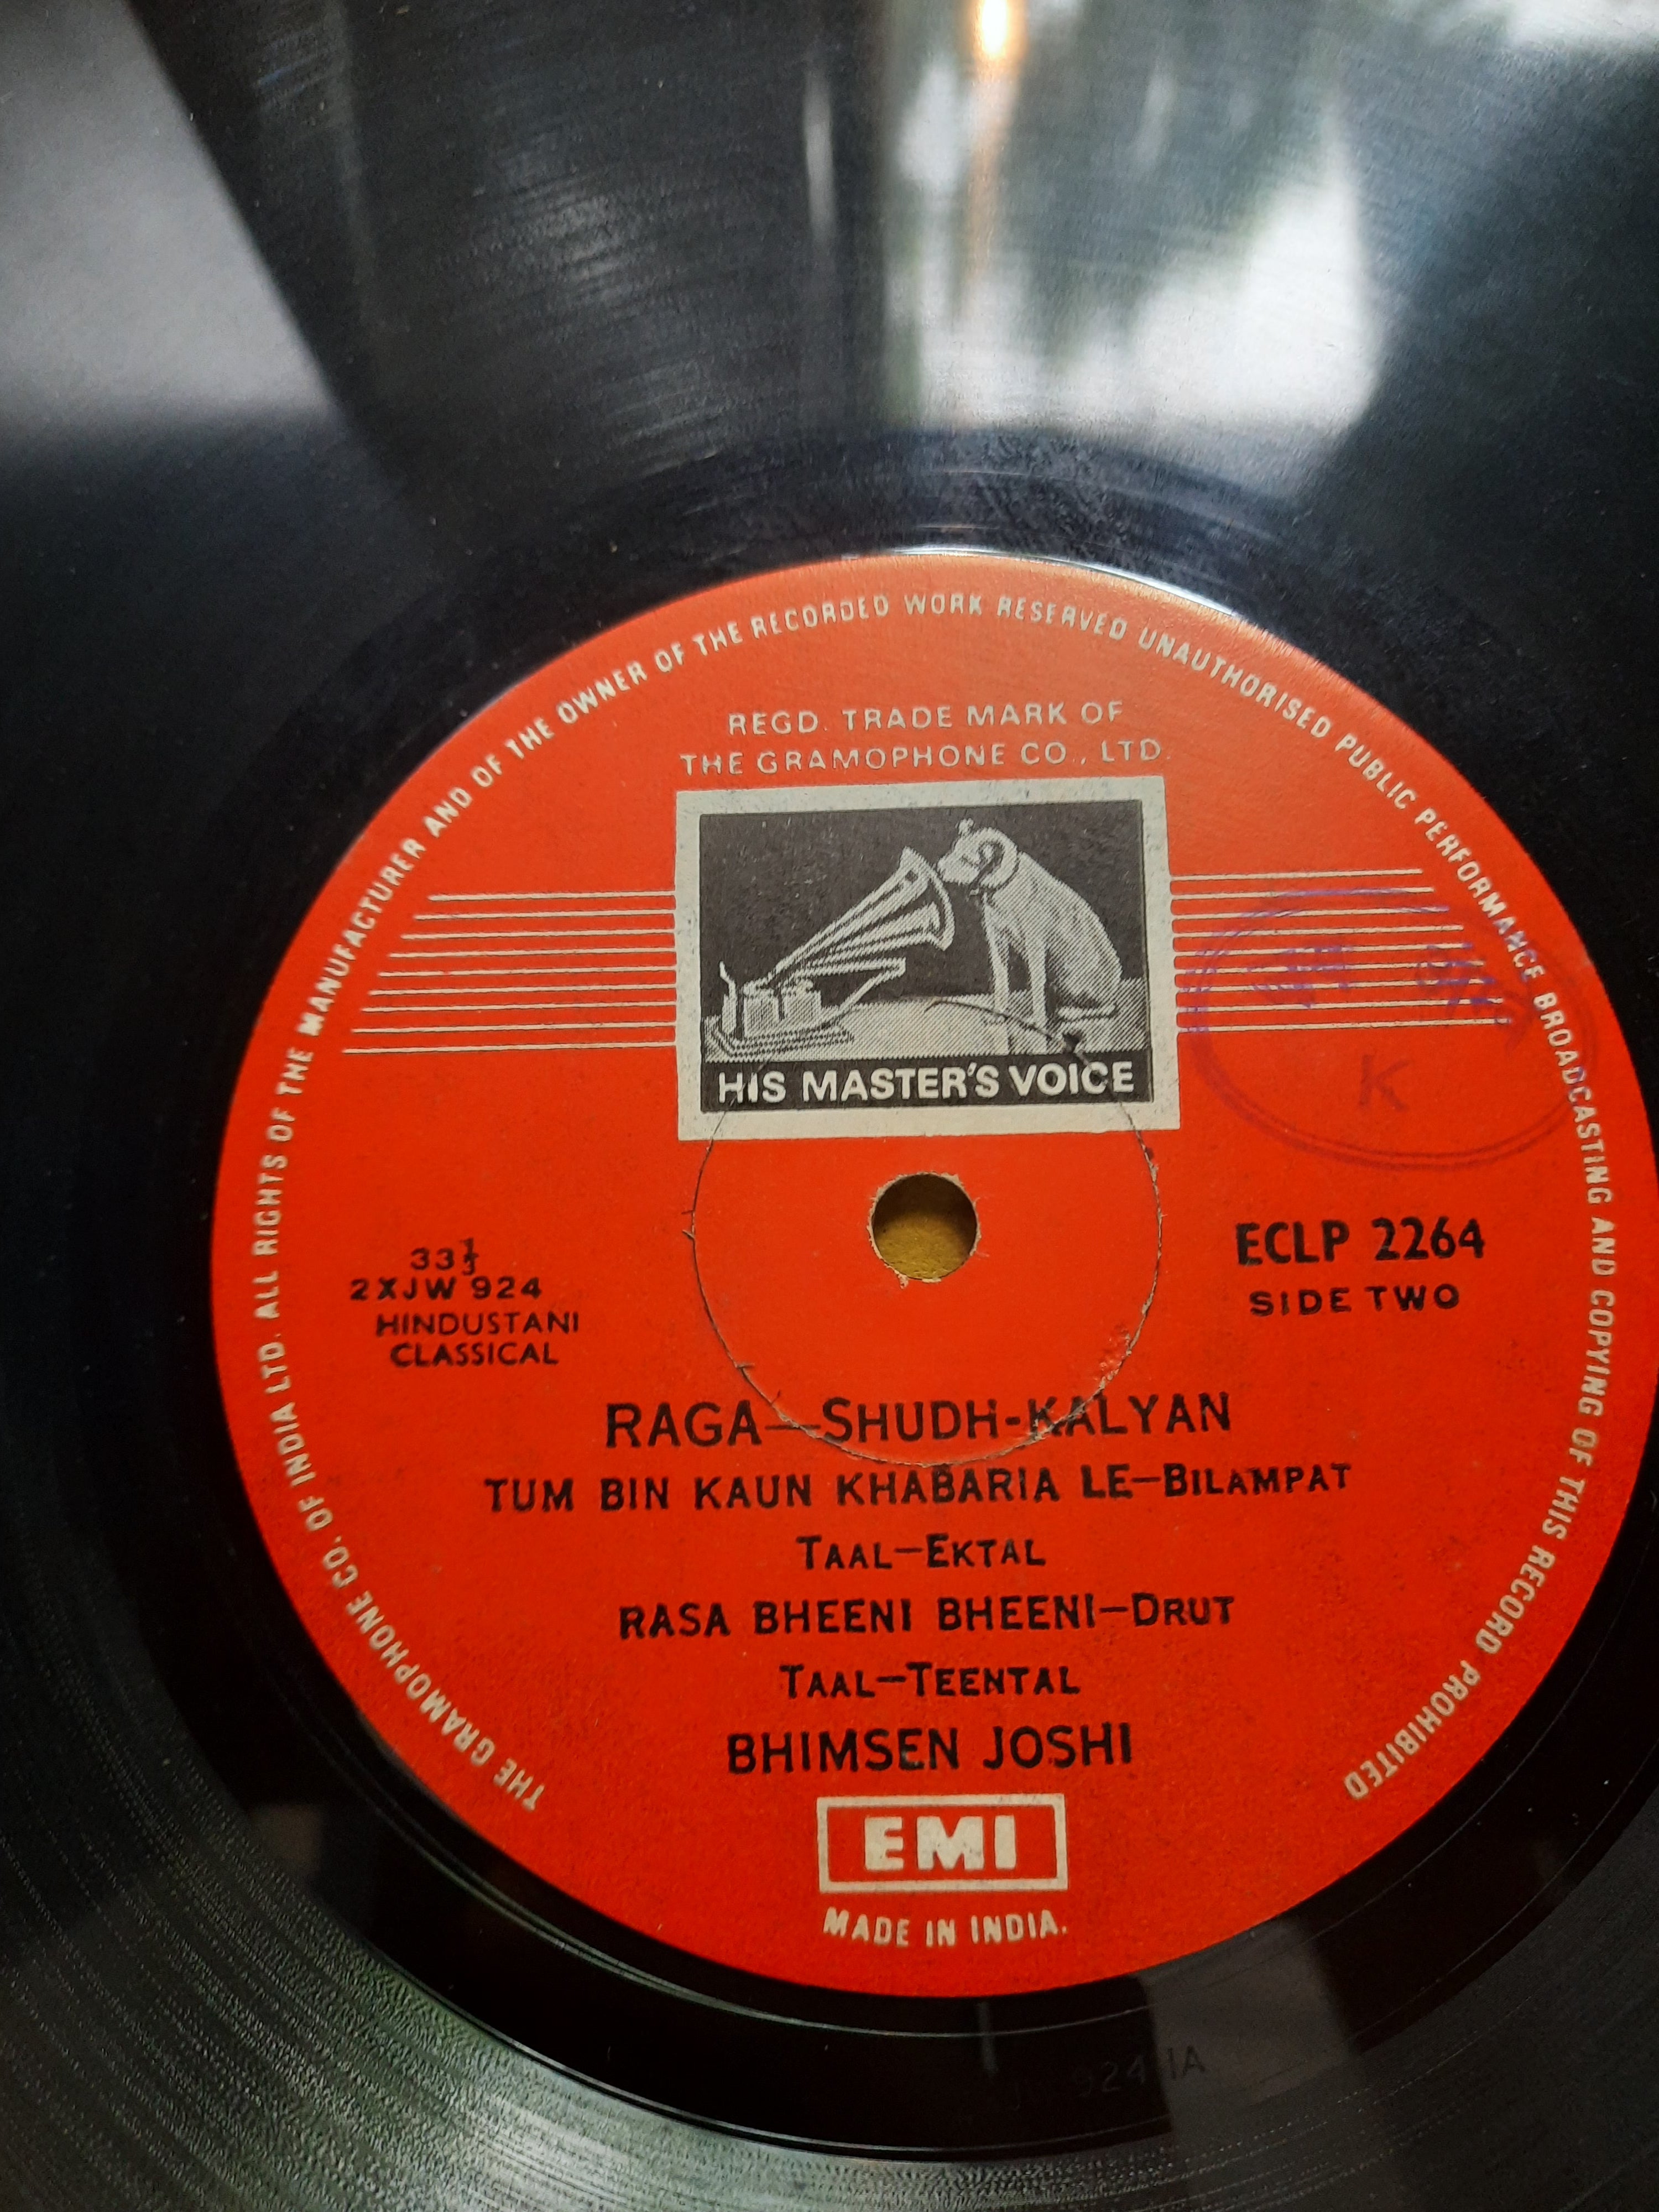 THE GRAMOPHONE CO. OF INDIA LTD. ALL RIGHTS OF THE MANUFACTURER AND OF THE OWNER OF THE RECORDED WORK RESERVED UNAUTHORISED PUBLIC PERFORMANCE BROADCASTING AND COPYING OF THIS RECORD PROHIBITED
REGD. TRADE MARK OF
THE GRAMOPHONE CO., LTD.
HIS MASTER'S VOICE
K
33⅓
2XJW 924
HINDUSTANI
CLASSICAL
ECLP 2264
SIDE TWO
RAGA—SHUDH-KALYAN
TUM BIN KAUN KHABARIA LE—BILAMPAT
TAAL—EKTAL
RASA BHEENI BHEENI—DRUT
TAAL—TEENTAL
BHIMSEN JOSHI
EMI
MADE IN INDIA.
924 1A